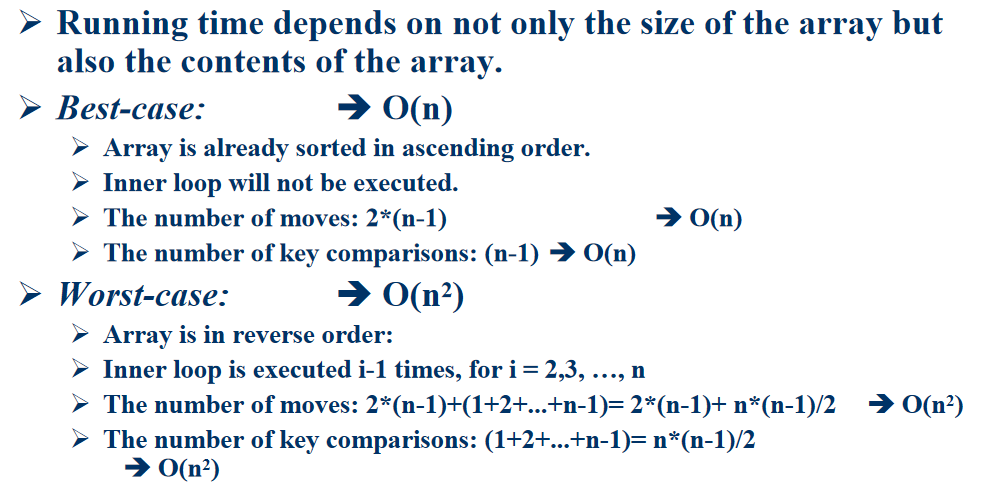 ➢ Running time depends on not only the size of the array but
also the contents of the array.
➢ Best-case: ➔ O(n)
➢ Array is already sorted in ascending order.
➢ Inner loop will not be executed.
➢ The number of moves: 2*(n-1) ➔ O(n)
➢ The number of key comparisons: (n-1) ➔ O(n)
➢ Worst-case: ➔ O(n²)
➢ Array is in reverse order:
➢ Inner loop is executed i-1 times, for i = 2,3, …, n
➢ The number of moves: 2*(n-1)+(1+2+...+n-1)= 2*(n-1)+ n*(n-1)/2 ➔ O(n²)
➢ The number of key comparisons: (1+2+...+n-1)= n*(n-1)/2
➔ O(n²)